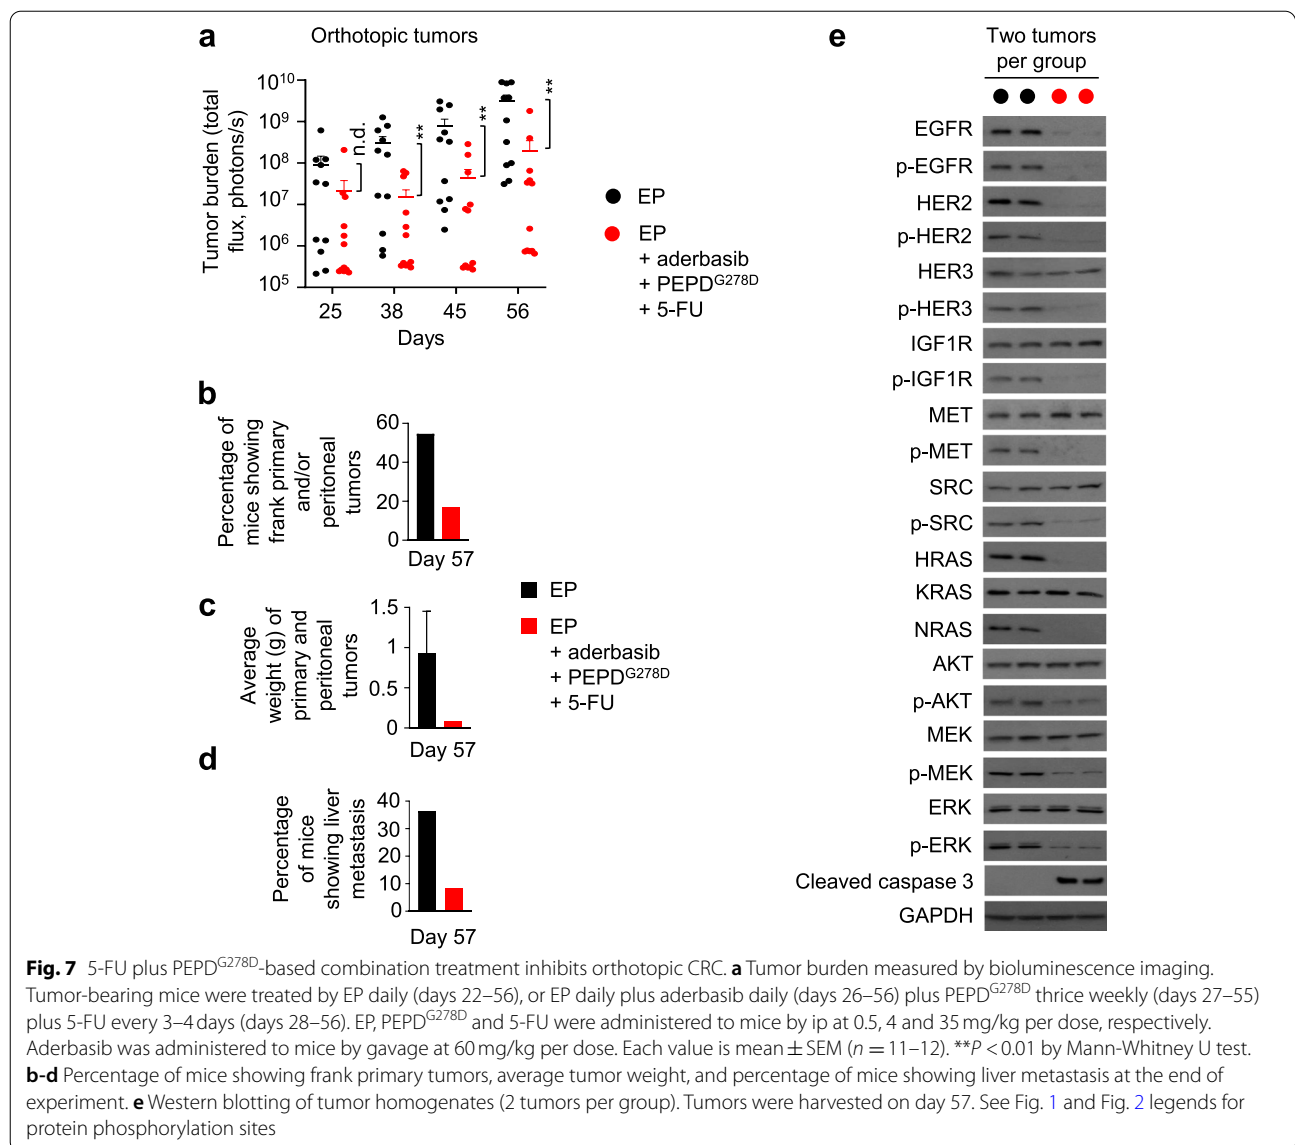 a
Orthotopic tumors
Tumor burden (total
flux, photons/s)
10^10
10^9
10^8
10^7
10^6
10^5
n.d.
**
**
**
25 38 45 56
Days
EP
EP
+ aderbasib
+ PEPD^G278D
+ 5-FU
b
Percentage of
mice showing
frank primary
and/or
peritoneal
tumors
60
40
20
0
Day 57
c
Average
weight (g) of
primary and
peritoneal
tumors
1.5
1
0.5
0
Day 57
EP
EP
+ aderbasib
+ PEPD^G278D
+ 5-FU
d
Percentage
of mice
showing liver
metastasis
40
30
20
10
0
Day 57
e
Two tumors
per group
EGFR
p-EGFR
HER2
p-HER2
HER3
p-HER3
IGF1R
p-IGF1R
MET
p-MET
SRC
p-SRC
HRAS
KRAS
NRAS
AKT
p-AKT
MEK
p-MEK
ERK
p-ERK
Cleaved caspase 3
GAPDH
Fig. 7 5-FU plus PEPD^G278D-based combination treatment inhibits orthotopic CRC. a Tumor burden measured by bioluminescence imaging.
Tumor-bearing mice were treated by EP daily (days 22–56), or EP daily plus aderbasib daily (days 26–56) plus PEPD^G278D thrice weekly (days 27–55)
plus 5-FU every 3–4 days (days 28–56). EP, PEPD^G278D and 5-FU were administered to mice by ip at 0.5, 4 and 35 mg/kg per dose, respectively.
Aderbasib was administered to mice by gavage at 60 mg/kg per dose. Each value is mean ± SEM (n = 11–12). **P < 0.01 by Mann-Whitney U test.
b-d Percentage of mice showing frank primary tumors, average tumor weight, and percentage of mice showing liver metastasis at the end of
experiment. e Western blotting of tumor homogenates (2 tumors per group). Tumors were harvested on day 57. See Fig. 1 and Fig. 2 legends for
protein phosphorylation sites